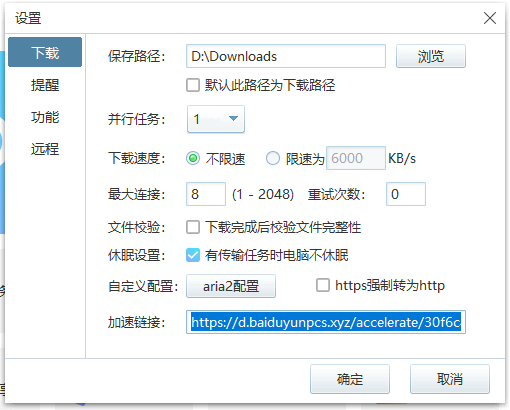 设置
下载
提醒
功能
远程
保存路径: D:\Downloads 浏览
默认此路径为下载路径
并行任务: 1
下载速度: 不限速 限速为 6000 KB/s
最大连接: 8 (1 - 2048) 重试次数: 0
文件校验: 下载完成后校验文件完整性
休眠设置: 有传输任务时电脑不休眠
自定义配置: aria2配置 https强制转为http
加速链接: https://d.baiduyunpcs.xyz/accelerate/30f6c
确定 取消